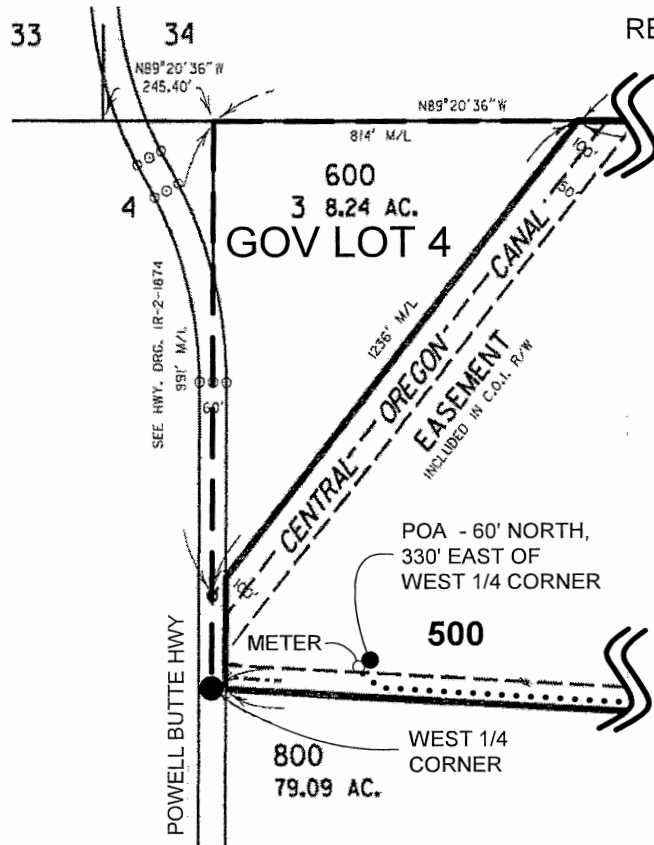 33
34
RE
N89°20'36" W
245.40'
N89°20'36" W
814' M/L
100'
50'
600
3 8.24 AC.
4
GOV LOT 4
CENTRAL OREGON CANAL
1236' M/L
EASEMENT
INCLUDED IN C.O.I. R/W
SEE HWY. DRG. 1R-2-1874
991' M/L
60'
100'
POA - 60' NORTH,
330' EAST OF
WEST 1/4 CORNER
METER
500
POWELL BUTTE HWY
WEST 1/4
CORNER
800
79.09 AC.